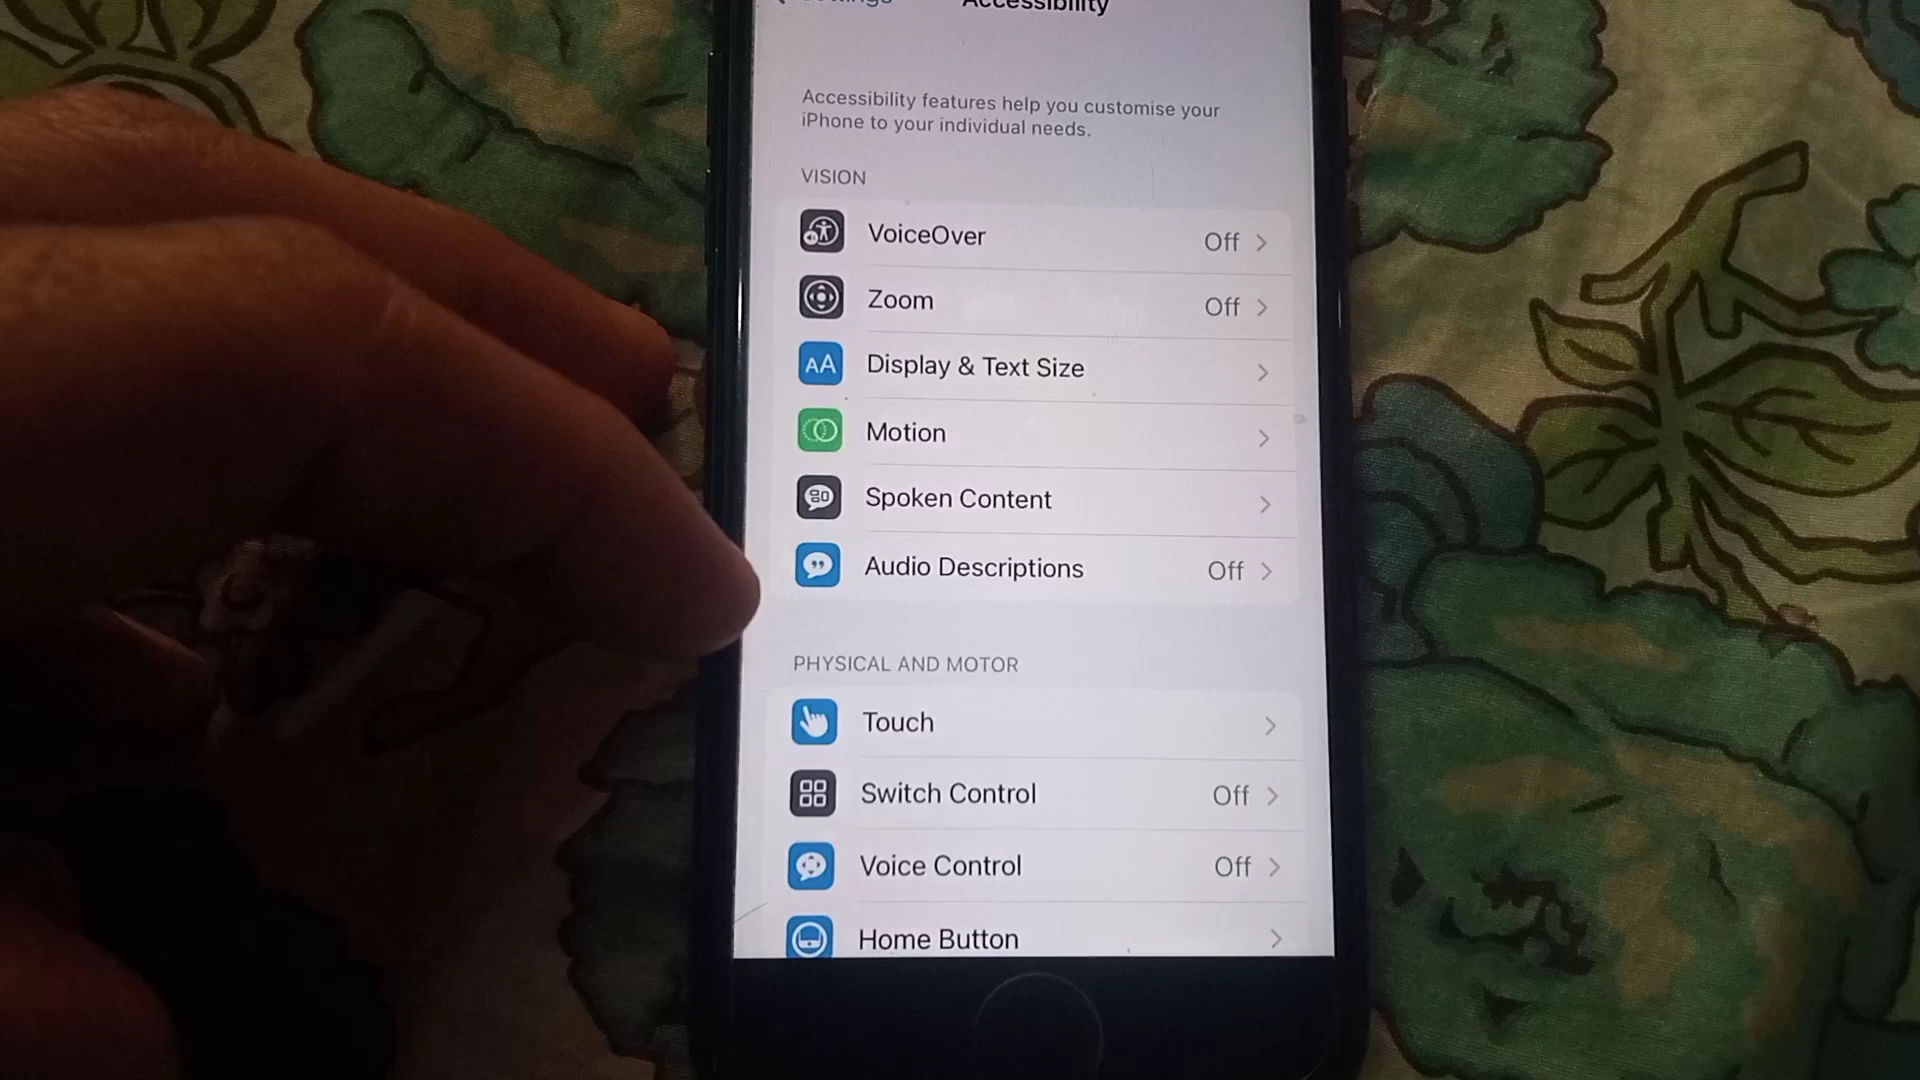 Settings
Accessibility
Accessibility features help you customise your
iPhone to your individual needs.
VISION
VoiceOver Off
Zoom Off
AA Display & Text Size
Motion
Spoken Content
Audio Descriptions Off
PHYSICAL AND MOTOR
Touch
Switch Control Off
Voice Control Off
Home Button